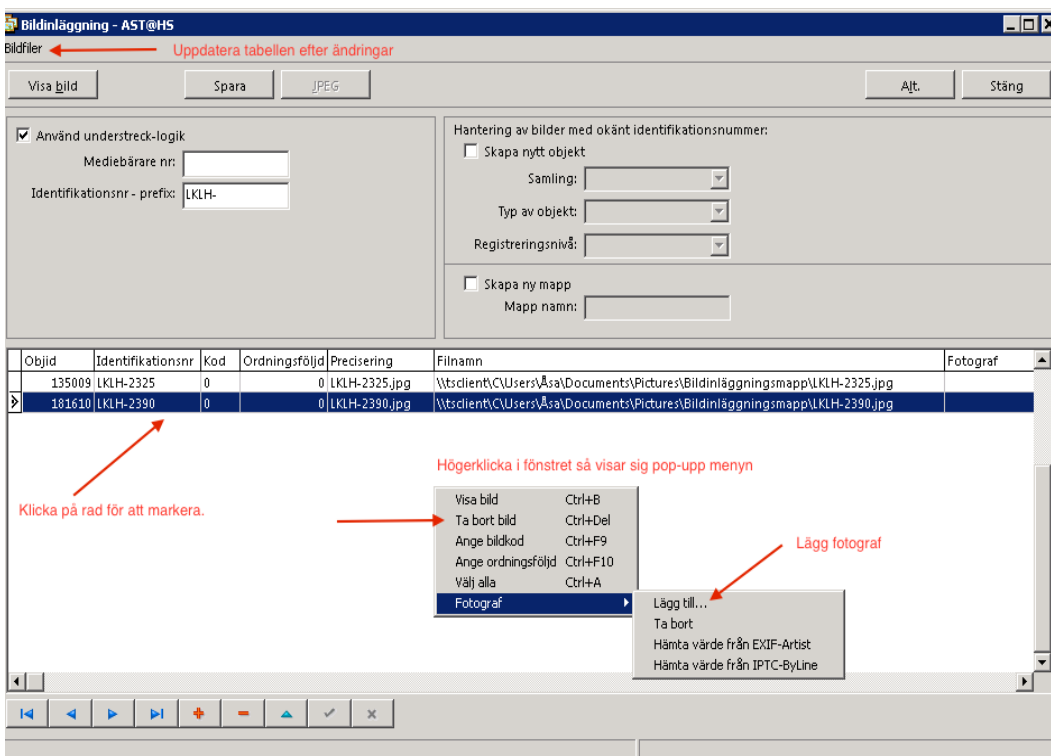 Bildinläggning - AST@HS
Bildfiler
Uppdatera tabellen efter ändringar
Visa bild
Spara
JPEG
Alt.
Stäng
Använd understreck-logik
Mediebärare nr:
Identifikationsnr - prefix: LKLH-
Hantering av bilder med okänt identifikationsnummer:
Skapa nytt objekt
Samling:
Typ av objekt:
Registreringsnivå:
Skapa ny mapp
Mapp namn:
Objid Identifikationsnr Kod Ordningsföljd Precisering Filnamn Fotograf
135009 LKLH-2325 0 0 LKLH-2325.jpg \\tsclient\C\Users\Åsa\Documents\Pictures\Bildinläggningsmapp\LKLH-2325.jpg
181610 LKLH-2390 0 0 LKLH-2390.jpg \\tsclient\C\Users\Åsa\Documents\Pictures\Bildinläggningsmapp\LKLH-2390.jpg
Högerklicka i fönstret så visar sig pop-upp menyn
Klicka på rad för att markera.
Visa bild Ctrl+B
Ta bort bild Ctrl+Del
Ange bildkod Ctrl+F9
Ange ordningsföljd Ctrl+F10
Välj alla Ctrl+A
Fotograf
Lägg fotograf
Lägg till...
Ta bort
Hämta värde från EXIF-Artist
Hämta värde från IPTC-ByLine